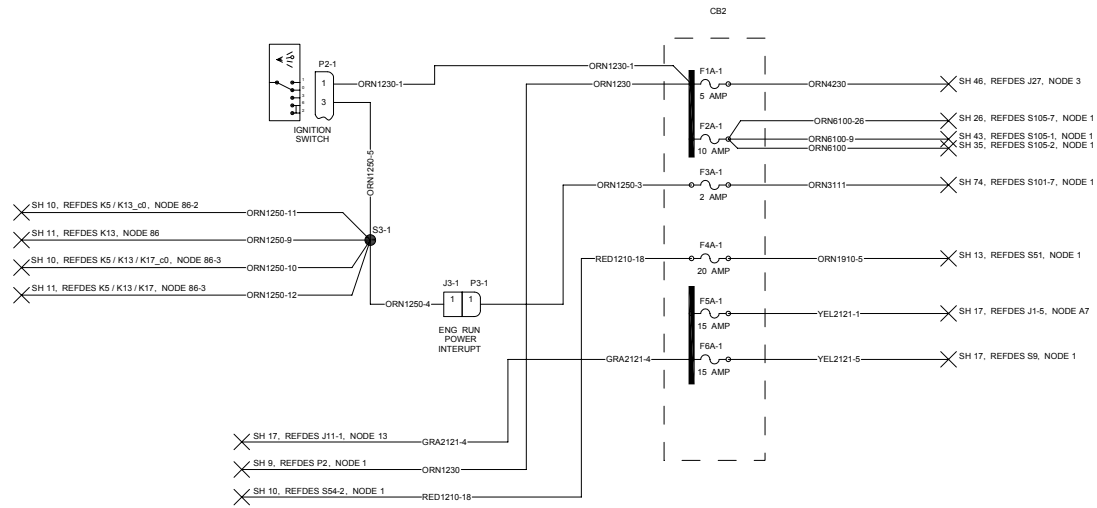 CB2
P2-1
1
3
IGNITION
SWITCH
ORN1230-1
ORN1230-1
ORN1230
F1A-1
5 AMP
ORN4230
SH 46, REFDES J27, NODE 3
F2A-1
10 AMP
ORN6100-26
SH 26, REFDES S105-7, NODE 1
ORN6100-9
SH 43, REFDES S105-1, NODE 1
ORN6100
SH 35, REFDES S105-2, NODE 1
ORN1250-5
ORN1250-3
F3A-1
2 AMP
ORN3111
SH 74, REFDES S101-7, NODE 1
SH 10, REFDES K5 / K13_c0, NODE 86-2
ORN1250-11
SH 11, REFDES K13, NODE 86
ORN1250-9
S3-1
SH 10, REFDES K5 / K13 / K17_c0, NODE 86-3
ORN1250-10
SH 11, REFDES K5 / K13 / K17, NODE 86-3
ORN1250-12
RED1210-18
F4A-1
20 AMP
ORN1910-5
SH 13, REFDES S51, NODE 1
ORN1250-4
J3-1 P3-1
1 1
ENG RUN
POWER
INTERUPT
F5A-1
15 AMP
YEL2121-1
SH 17, REFDES J1-5, NODE A7
GRA2121-4
F6A-1
15 AMP
YEL2121-5
SH 17, REFDES S9, NODE 1
SH 17, REFDES J11-1, NODE 13
GRA2121-4
SH 9, REFDES P2, NODE 1
ORN1230
SH 10, REFDES S54-2, NODE 1
RED1210-18